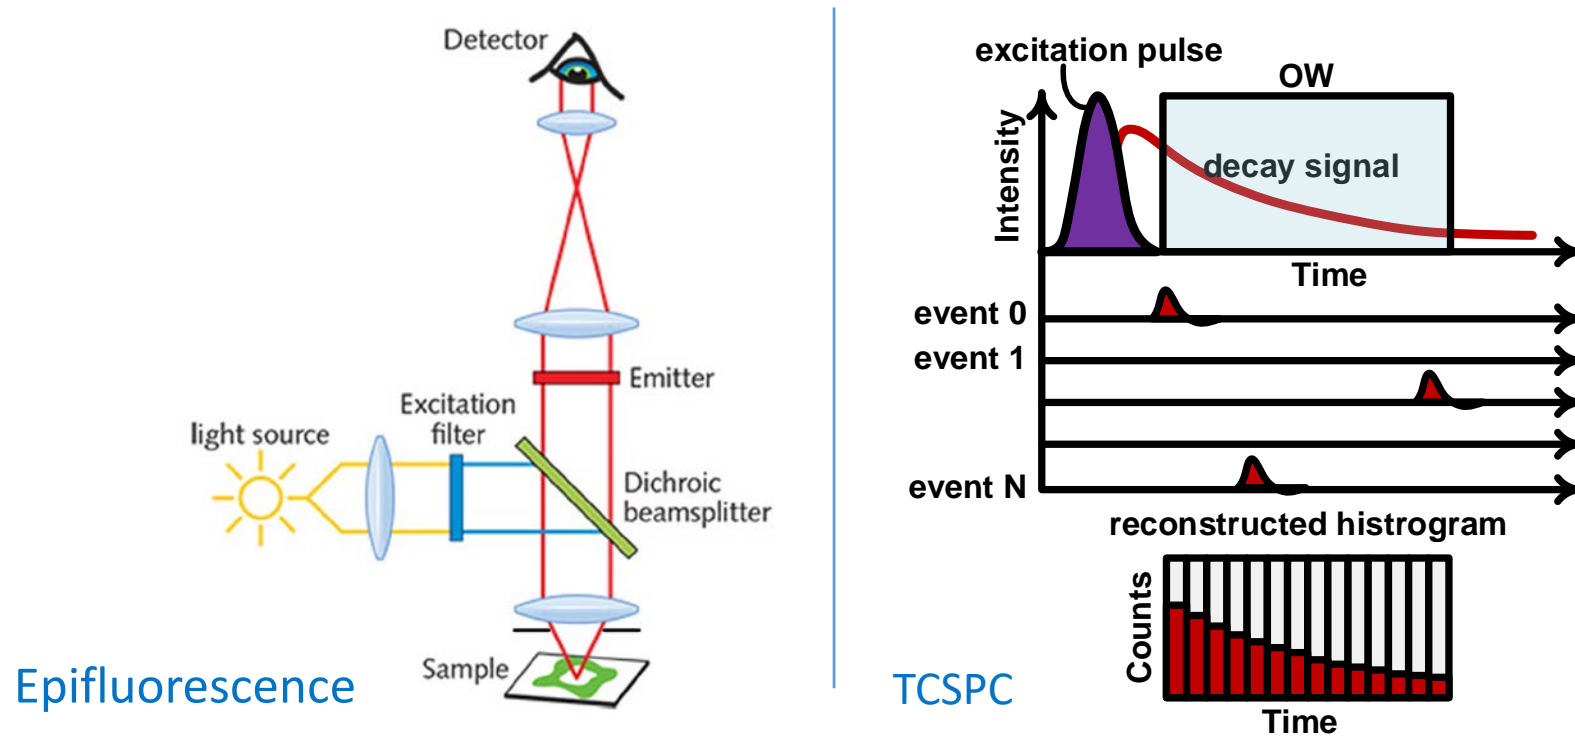 Detector
Emitter
Excitation
filter
light source
Dichroic
beamsplitter
Sample
Epifluorescence
excitation pulse
OW
Intensity
decay signal
Time
event 0
event 1
event N
reconstructed histrogram
Counts
Time
TCSPC